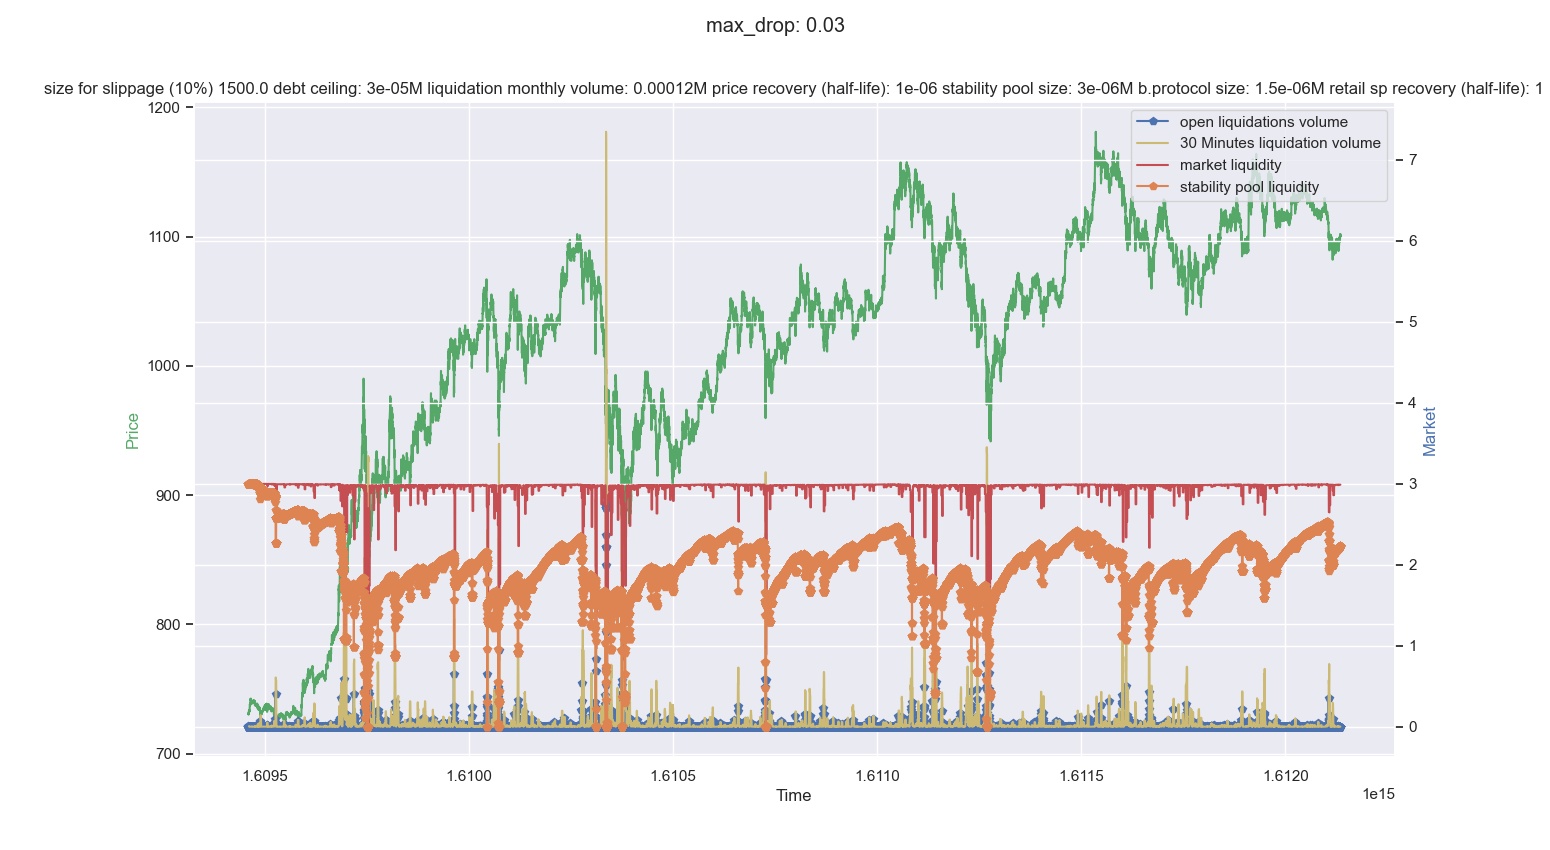 max_drop: 0.03
size for slippage (10%) 1500.0 debt ceiling: 3e-05M liquidation monthly volume: 0.00012M price recovery (half-life): 1e-06 stability pool size: 3e-06M b.protocol size: 1.5e-06M retail sp recovery (half-life): 1
open liquidations volume
30 Minutes liquidation volume
market liquidity
stability pool liquidity
1200
1100
1000
900
800
700
Price
7
6
5
4
3
2
1
0
Market
1.6095 1.6100 1.6105 1.6110 1.6115 1.6120
Time
1e15